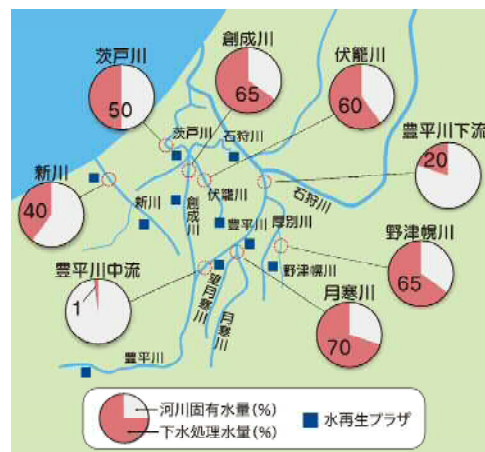 茨戸川
50
創成川
65
伏籠川
60
豊平川下流
20
茨戸川
石狩川
石狩川
新川
40
新川
創成川
伏籠川
豊平川
厚別川
野津幌川
野津幌川
65
豊平川中流
1
望月寒川
月寒川
月寒川
70
豊平川
河川固有水量(%)
下水処理水量(%)
水再生プラザ